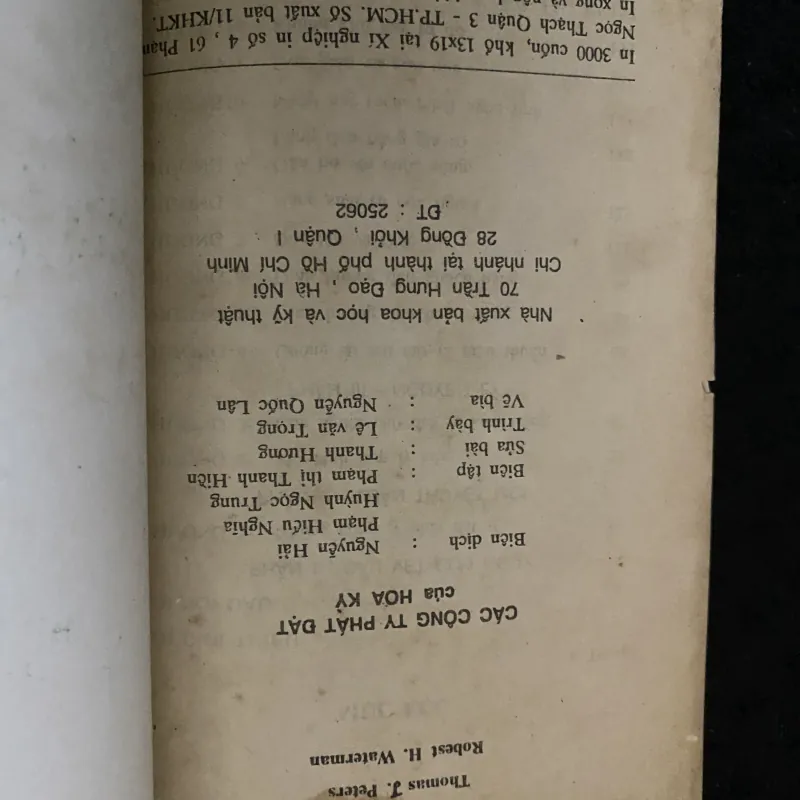 Thomas J. Peters
Robest H. Waterman
CÁC CÔNG TY PHÁT ĐẠT
của HOA KỲ
Biên dịch : Nguyễn Hải
Phạm Hiếu Nghĩa
Huỳnh Ngọc Trung
Biên tập : Phạm thị Thanh Hiền
Sửa bài : Thanh Hương
Trình bày : Lê văn Trọng
Vẽ bìa : Nguyễn Quốc Lân
Nhà xuất bản khoa học và kỹ thuật
70 Trần Hưng Đạo , Hà Nội
Chi nhánh tại thành phố Hồ Chí Minh
28 Đồng Khởi , Quận I
ĐT : 25062
In 3000 cuốn, khổ 13x19 tại Xí nghiệp in số 4 , 61 Phạm
Ngọc Thạch Quận 3 - TP.HCM. Số xuất bản 11/KHKT.
In xong và